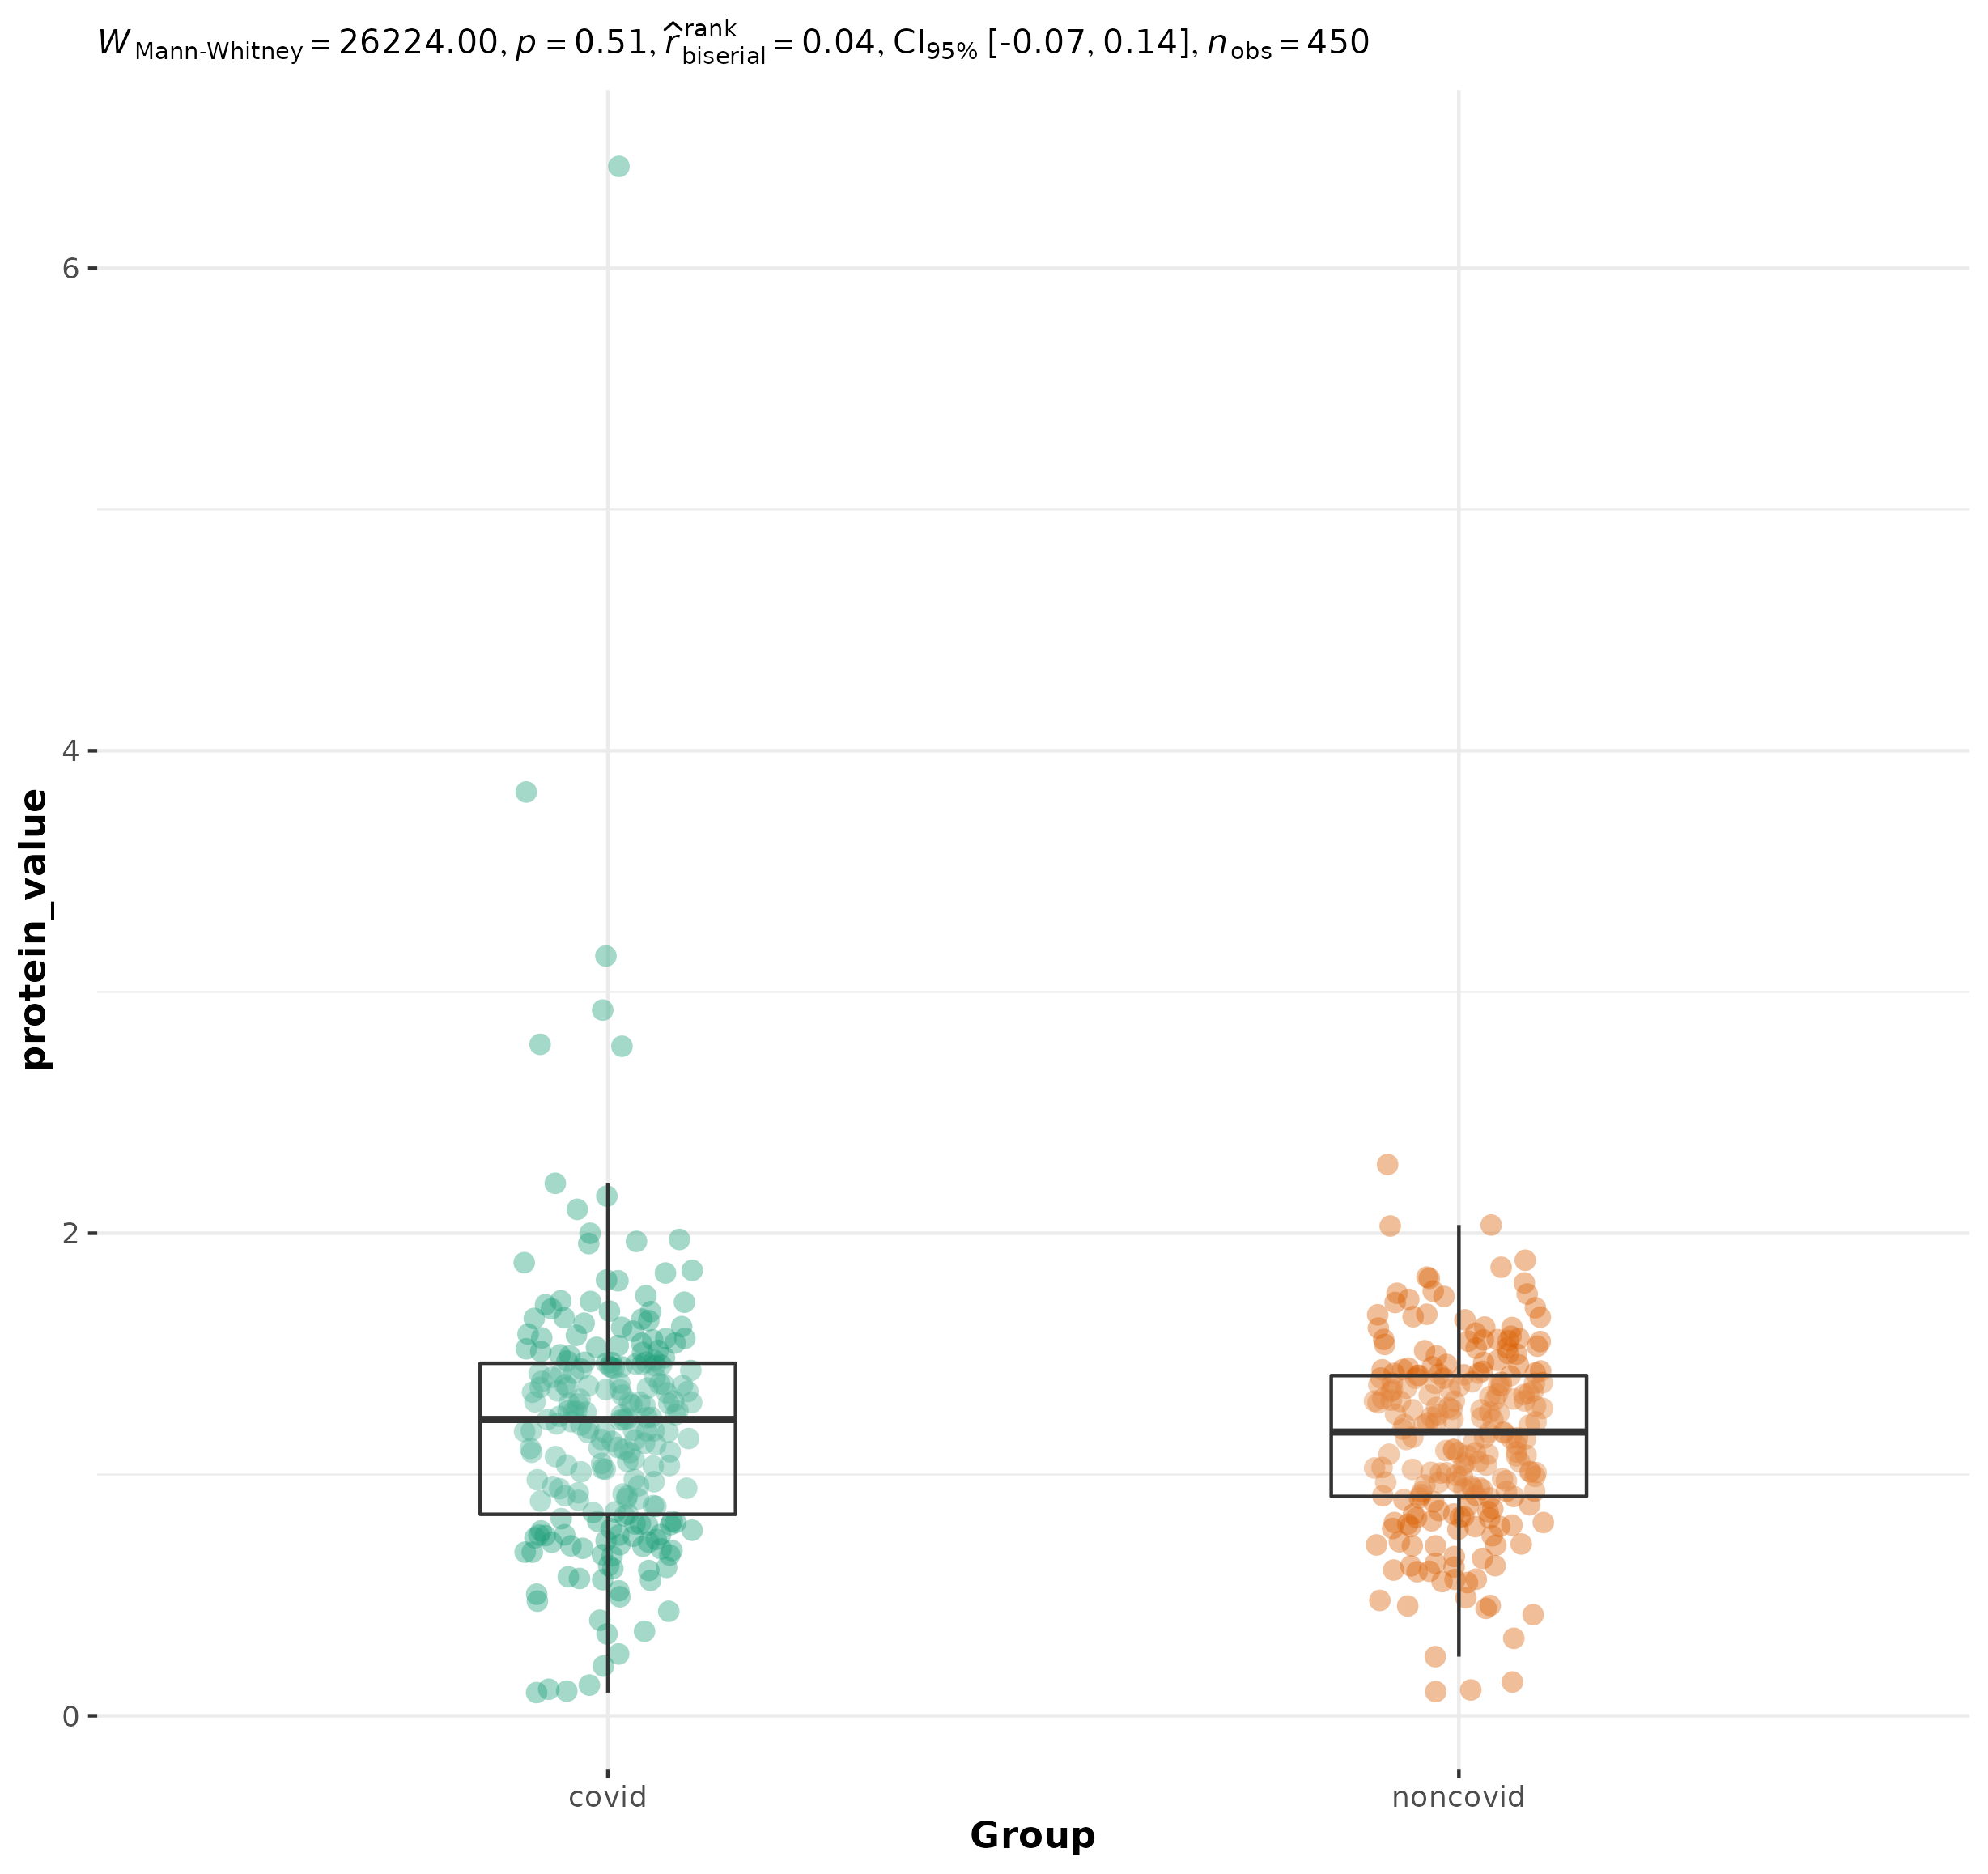 W Mann-Whitney = 26224.00, p = 0.51, r̂ rank biserial = 0.04, CI95% [-0.07, 0.14], n obs = 450
6
4
2
0
protein_value
covid
noncovid
Group